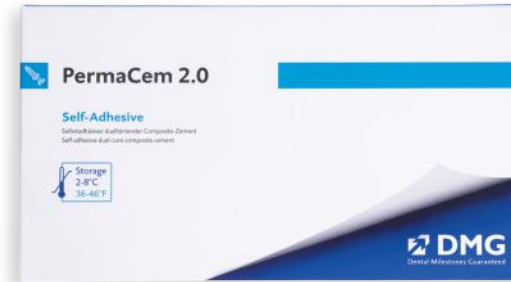 PermaCem 2.0
Self-Adhesive
Selbstadhäsiver dualhärtender Composite-Zement
Self-adhesive dual-cure composite cement
Storage
2-8°C
36-46°F
DMG
Dental Milestones Guaranteed